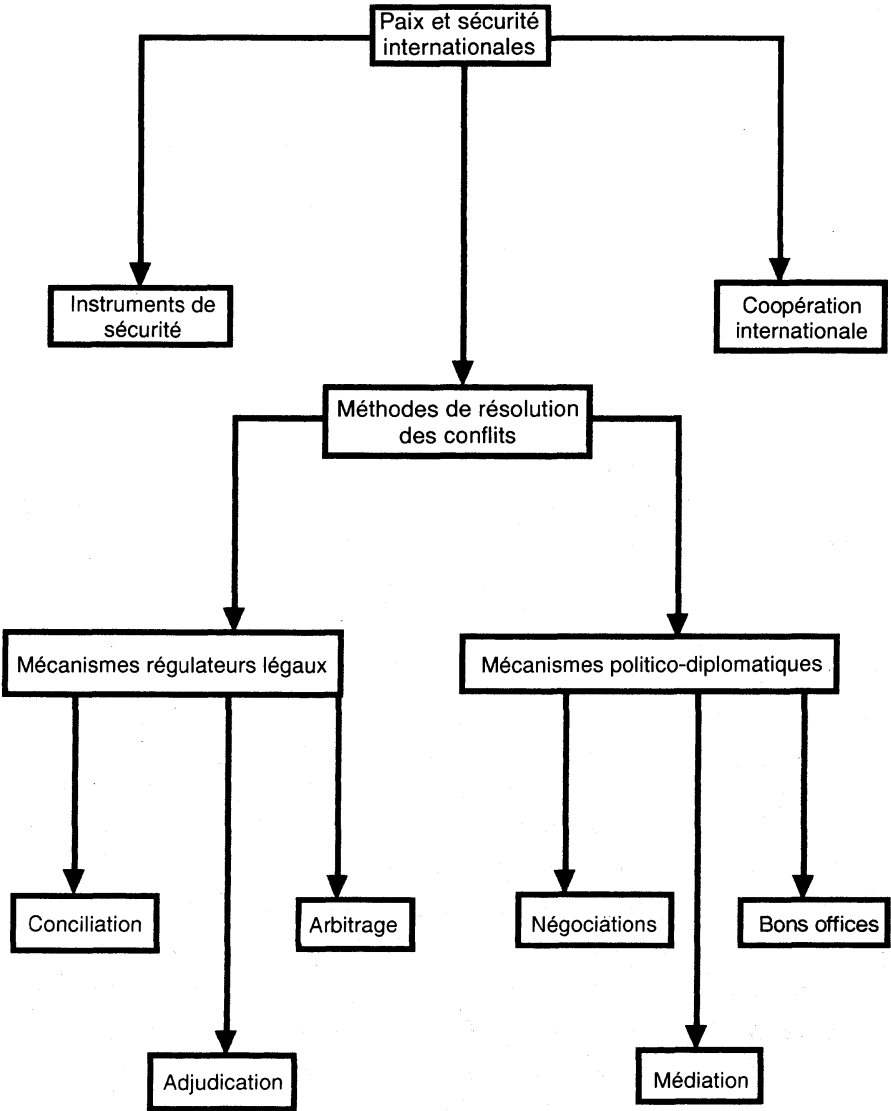 Paix et sécurité
internationales
Instruments de
sécurité
Coopération
internationale
Méthodes de résolution
des conflits
Mécanismes régulateurs légaux
Mécanismes politico-diplomatiques
Conciliation
Arbitrage
Négociations
Bons offices
Adjudication
Médiation